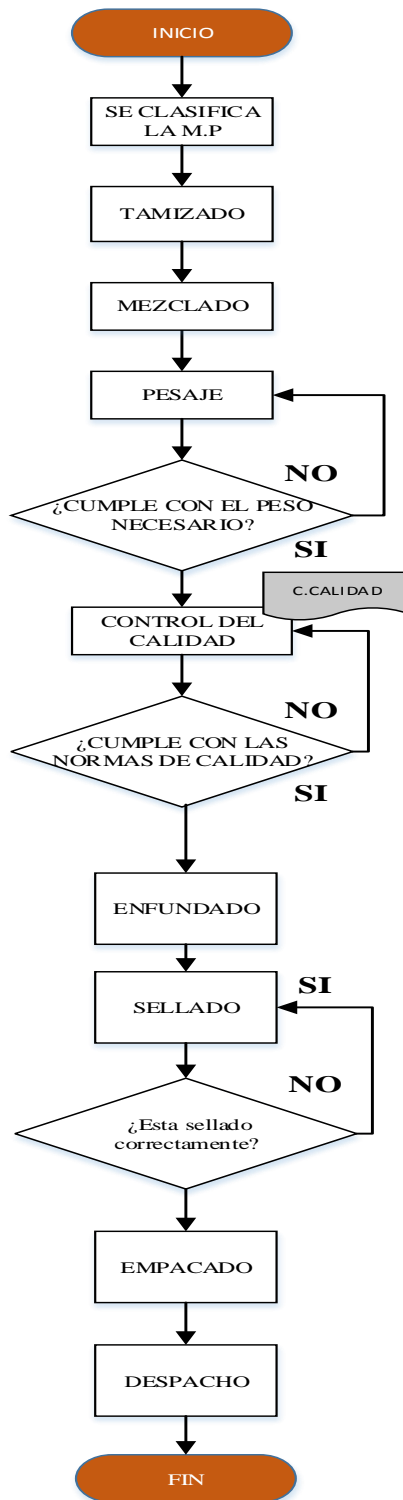 INICIO
SE CLASIFICA
LA M.P
TAMIZADO
MEZCLADO
PESAJE
NO
¿CUMPLE CON EL PESO
NECESARIO?
SI
C.CALIDAD
CONTROL DEL
CALIDAD
NO
¿CUMPLE CON LAS
NORMAS DE CALIDAD?
SI
ENFUNDADO
SI
SELLADO
NO
¿Esta sellado
correctamente?
EMPACADO
DESPACHO
FIN